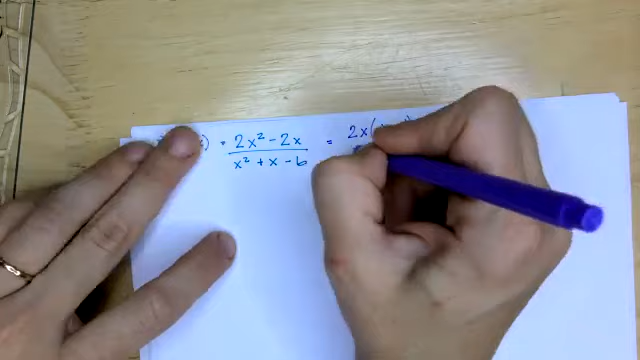 = 2x² - 2x / x² + x - 6 = 2x(